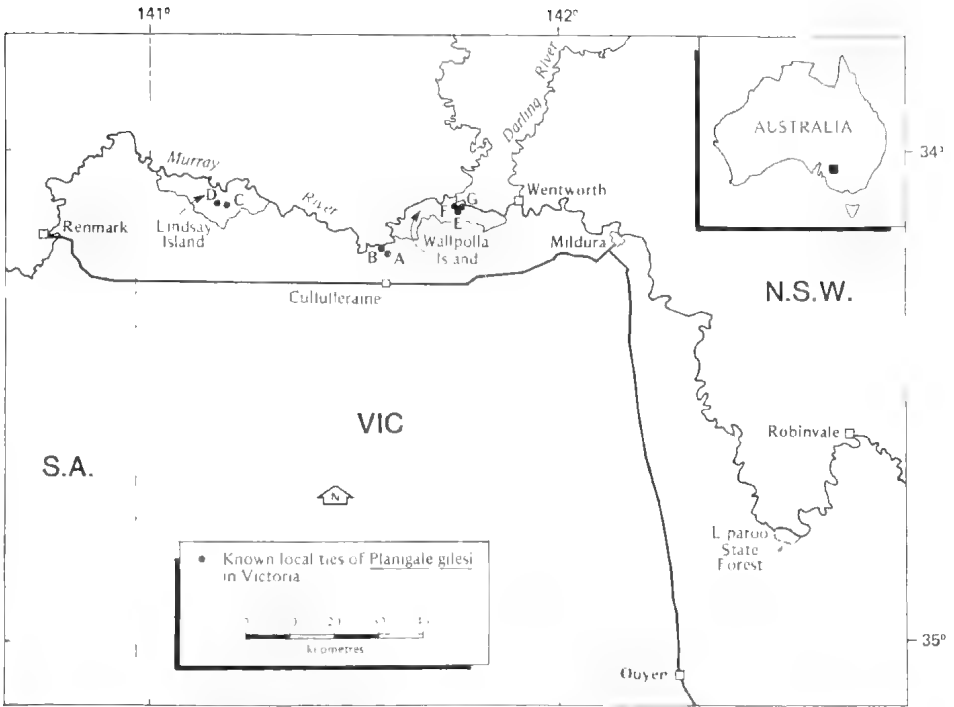 141°
142°
34°
AUSTRALIA
Darling River
Murray
River
D
C
Lindsay
Island
Renmark
G
F
E
Wentworth
Wallpolla
B
A
Mildura
Cullulleraine
N.S.W.
VIC
S.A.
Robinvale
N
State
Forest
Known localities of Planigale gilesi
in Victoria
kilometres
35°
Ouyen